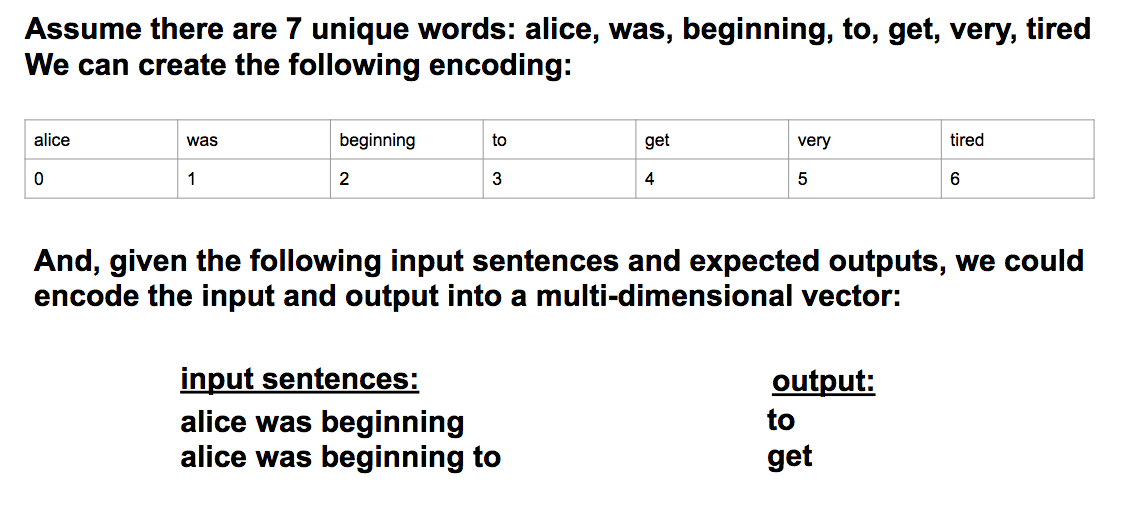 Assume there are 7 unique words: alice, was, beginning, to, get, very, tired
We can create the following encoding:
alice was beginning to get very tired
0 1 2 3 4 5 6
And, given the following input sentences and expected outputs, we could
encode the input and output into a multi-dimensional vector:
input sentences: output:
alice was beginning to
alice was beginning to get